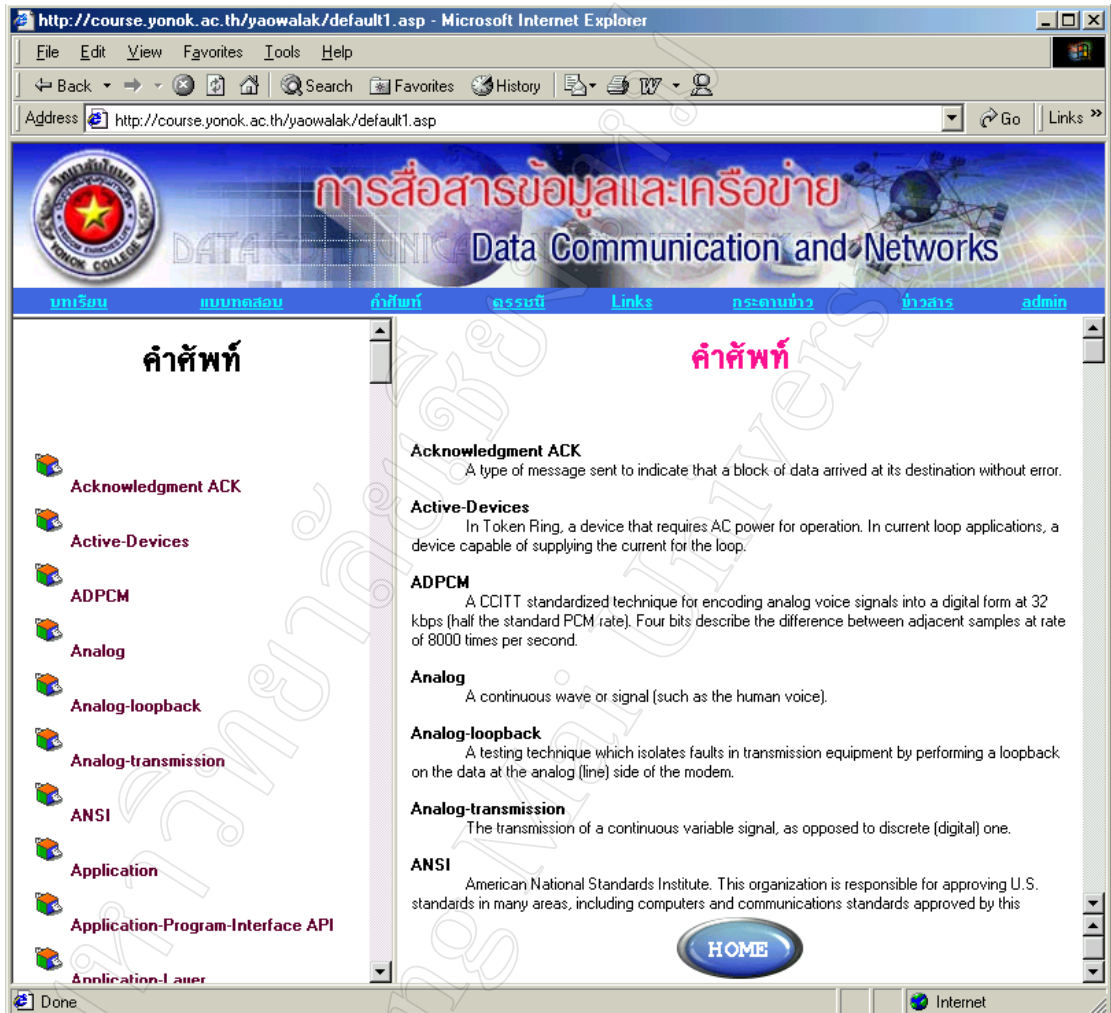 http://course.yonok.ac.th/yaowalak/default1.asp - Microsoft Internet Explorer
File Edit View Favorites Tools Help
Back Search Favorites History
Address http://course.yonok.ac.th/yaowalak/default1.asp Go Links »
การสื่อสารข้อมูลและเครือข่าย
Data Communication and Networks
วิทยาลัยโยนก
YONOK COLLEGE
บทเรียน แบบทดสอบ คำศัพท์ ดรรชนี Links กระดานข่าว ข่าวสาร admin
คำศัพท์
Acknowledgment ACK
Active-Devices
ADPCM
Analog
Analog-loopback
Analog-transmission
ANSI
Application
Application-Program-Interface API
Application-Layer
คำศัพท์
Acknowledgment ACK
A type of message sent to indicate that a block of data arrived at its destination without error.
Active-Devices
In Token Ring, a device that requires AC power for operation. In current loop applications, a
device capable of supplying the current for the loop.
ADPCM
A CCITT standardized technique for encoding analog voice signals into a digital form at 32
kbps (half the standard PCM rate). Four bits describe the difference between adjacent samples at rate
of 8000 times per second.
Analog
A continuous wave or signal (such as the human voice).
Analog-loopback
A testing technique which isolates faults in transmission equipment by performing a loopback
on the data at the analog (line) side of the modem.
Analog-transmission
The transmission of a continuous variable signal, as opposed to discrete (digital) one.
ANSI
American National Standards Institute. This organization is responsible for approving U.S.
standards in many areas, including computers and communications standards approved by this
HOME
Done Internet